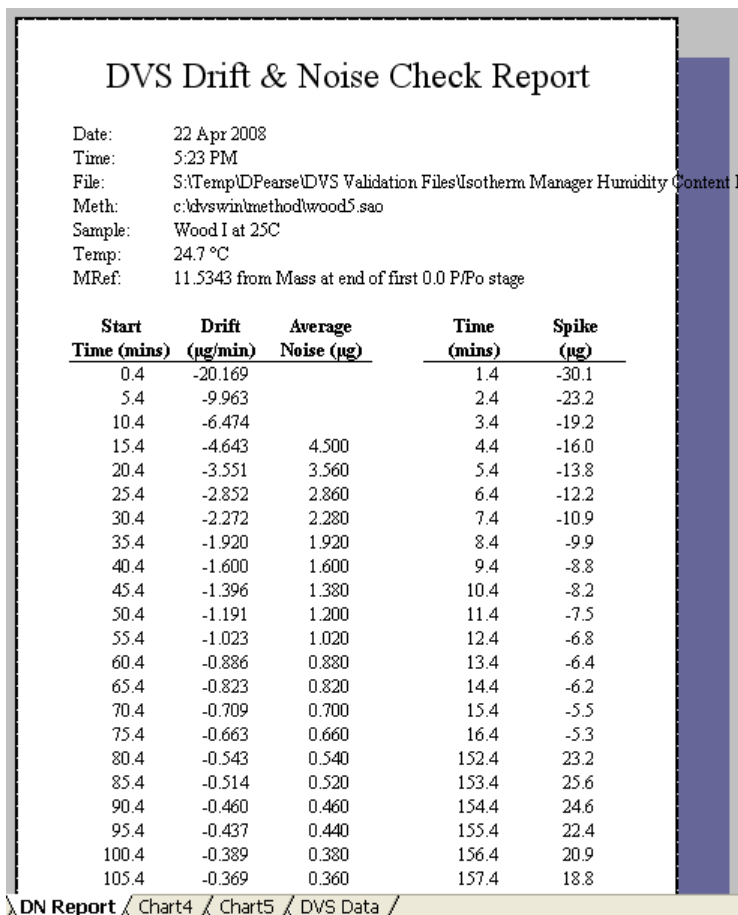 DVS Drift & Noise Check Report
Date: 22 Apr 2008
Time: 5:23 PM
File: S:\Temp\DPearse\DVS Validation Files\Isotherm Manager Humidity Content
Meth: c:\dvswin\method\wood5.sao
Sample: Wood I at 25C
Temp: 24.7 °C
MRef: 11.5343 from Mass at end of first 0.0 P/Po stage
Start Drift Average Time Spike
Time (mins) (µg/min) Noise (µg) (mins) (µg)
0.4 -20.169 1.4 -30.1
5.4 -9.963 2.4 -23.2
10.4 -6.474 3.4 -19.2
15.4 -4.643 4.500 4.4 -16.0
20.4 -3.551 3.560 5.4 -13.8
25.4 -2.852 2.860 6.4 -12.2
30.4 -2.272 2.280 7.4 -10.9
35.4 -1.920 1.920 8.4 -9.9
40.4 -1.600 1.600 9.4 -8.8
45.4 -1.396 1.380 10.4 -8.2
50.4 -1.191 1.200 11.4 -7.5
55.4 -1.023 1.020 12.4 -6.8
60.4 -0.886 0.880 13.4 -6.4
65.4 -0.823 0.820 14.4 -6.2
70.4 -0.709 0.700 15.4 -5.5
75.4 -0.663 0.660 16.4 -5.3
80.4 -0.543 0.540 152.4 23.2
85.4 -0.514 0.520 153.4 25.6
90.4 -0.460 0.460 154.4 24.6
95.4 -0.437 0.440 155.4 22.4
100.4 -0.389 0.380 156.4 20.9
105.4 -0.369 0.360 157.4 18.8
DN Report / Chart4 / Chart5 / DVS Data /